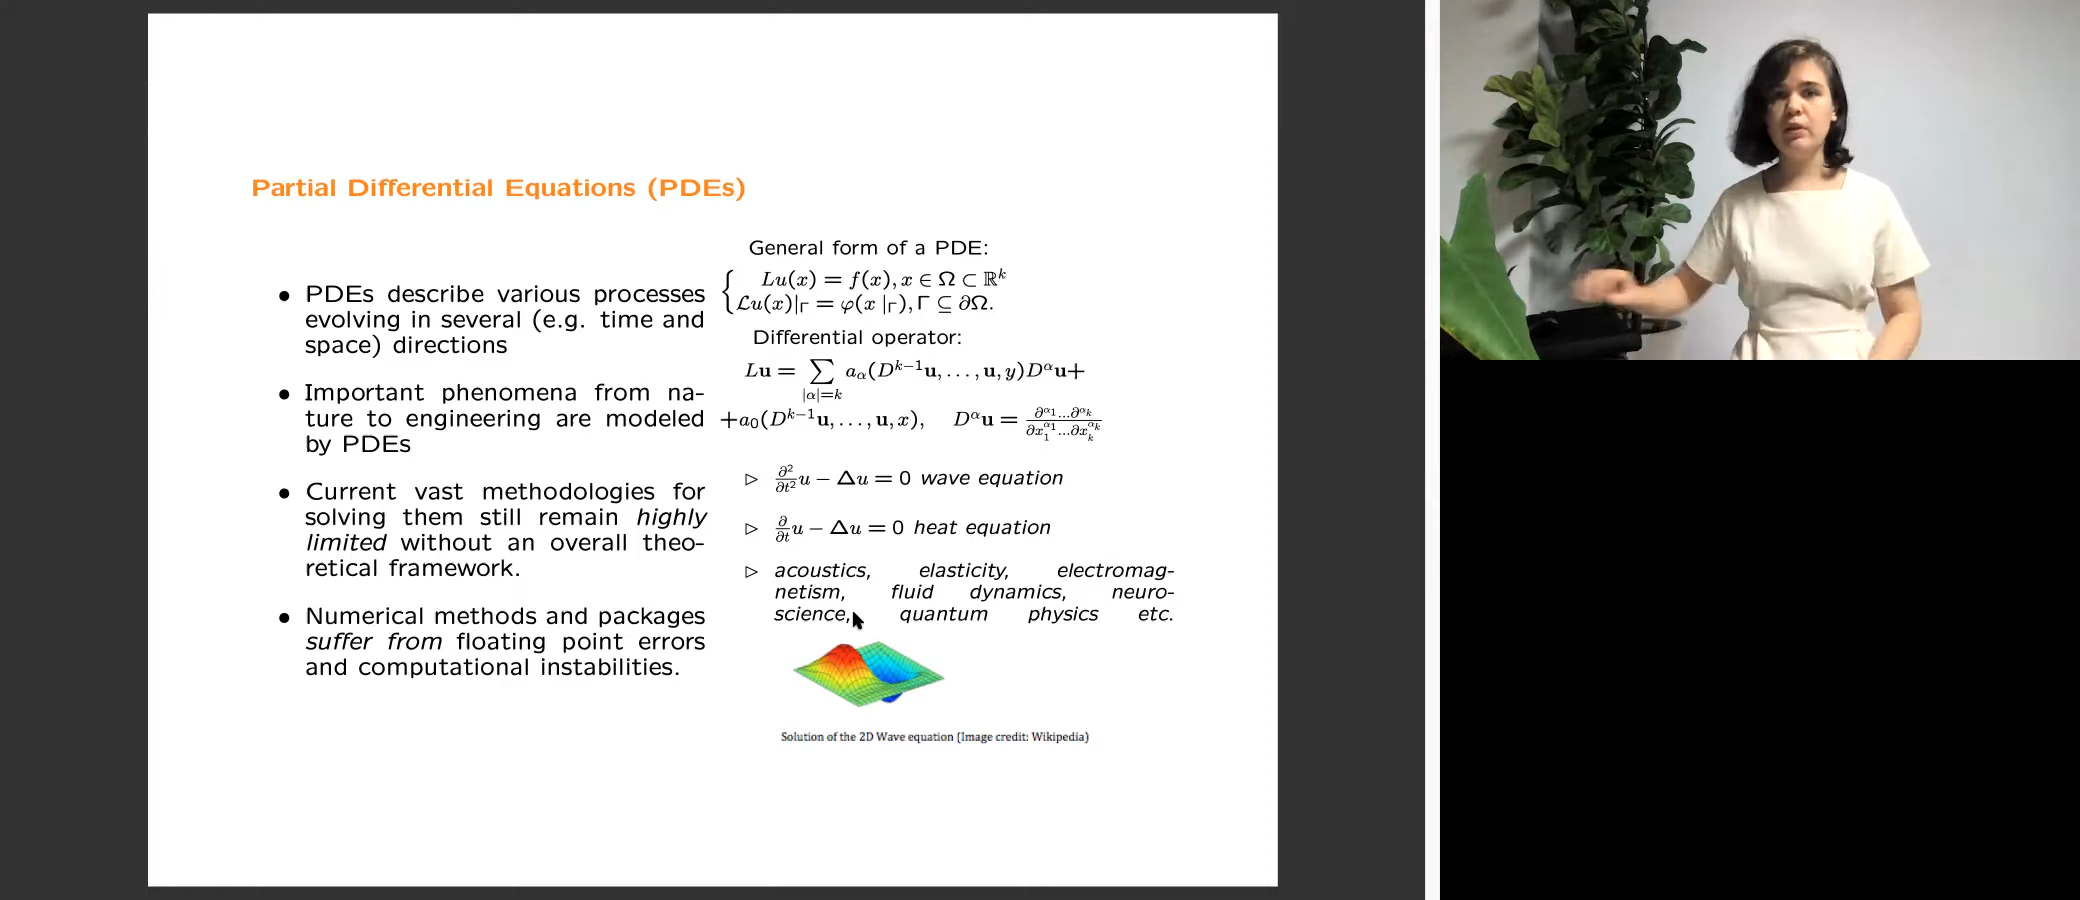 Partial Differential Equations (PDEs)
• PDEs describe various processes
evolving in several (e.g. time and
space) directions
• Important phenomena from na-
ture to engineering are modeled
by PDEs
• Current vast methodologies for
solving them still remain highly
limited without an overall theo-
retical framework.
• Numerical methods and packages
suffer from floating point errors
and computational instabilities.
General form of a PDE:
{ Lu(x) = f(x), x ∈ Ω ⊂ ℝ^k
ℒu(x)|_Γ = φ(x |_Γ), Γ ⊆ ∂Ω.
Differential operator:
Lu = ∑_{|α|=k} a_α(D^{k−1}u, . . . , u, y)D^α u+
+a_0(D^{k−1}u, . . . , u, x), D^α u = ∂^{α_1}...∂^{α_k} / ∂x_1^{α_1}...∂x_k^{α_k}
▷ ∂²/∂t² u − Δu = 0 wave equation
▷ ∂/∂t u − Δu = 0 heat equation
▷ acoustics, elasticity, electromag-
netism, fluid dynamics, neuro-
science, quantum physics etc.
Solution of the 2D Wave equation (Image credit: Wikipedia)